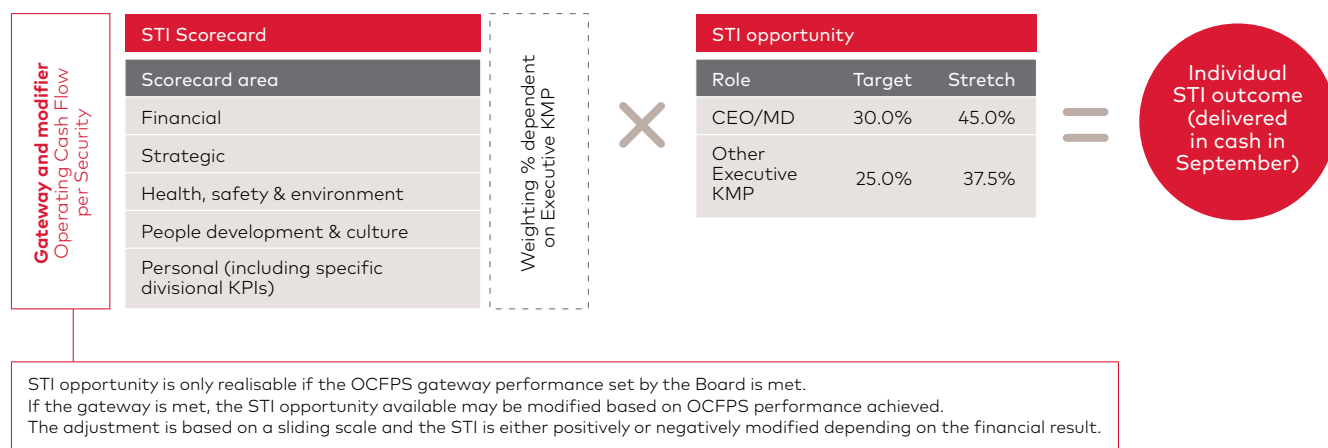 Gateway and modifier
Operating Cash Flow
per Security
STI Scorecard
Scorecard area
Financial
Strategic
Health, safety & environment
People development & culture
Personal (including specific
divisional KPIs)
Weighting % dependent
on Executive KMP
STI opportunity
Role Target Stretch
CEO/MD 30.0% 45.0%
Other
Executive
KMP
25.0% 37.5%
Individual
STI outcome
(delivered
in cash in
September)
STI opportunity is only realisable if the OCFPS gateway performance set by the Board is met.
If the gateway is met, the STI opportunity available may be modified based on OCFPS performance achieved.
The adjustment is based on a sliding scale and the STI is either positively or negatively modified depending on the financial result.